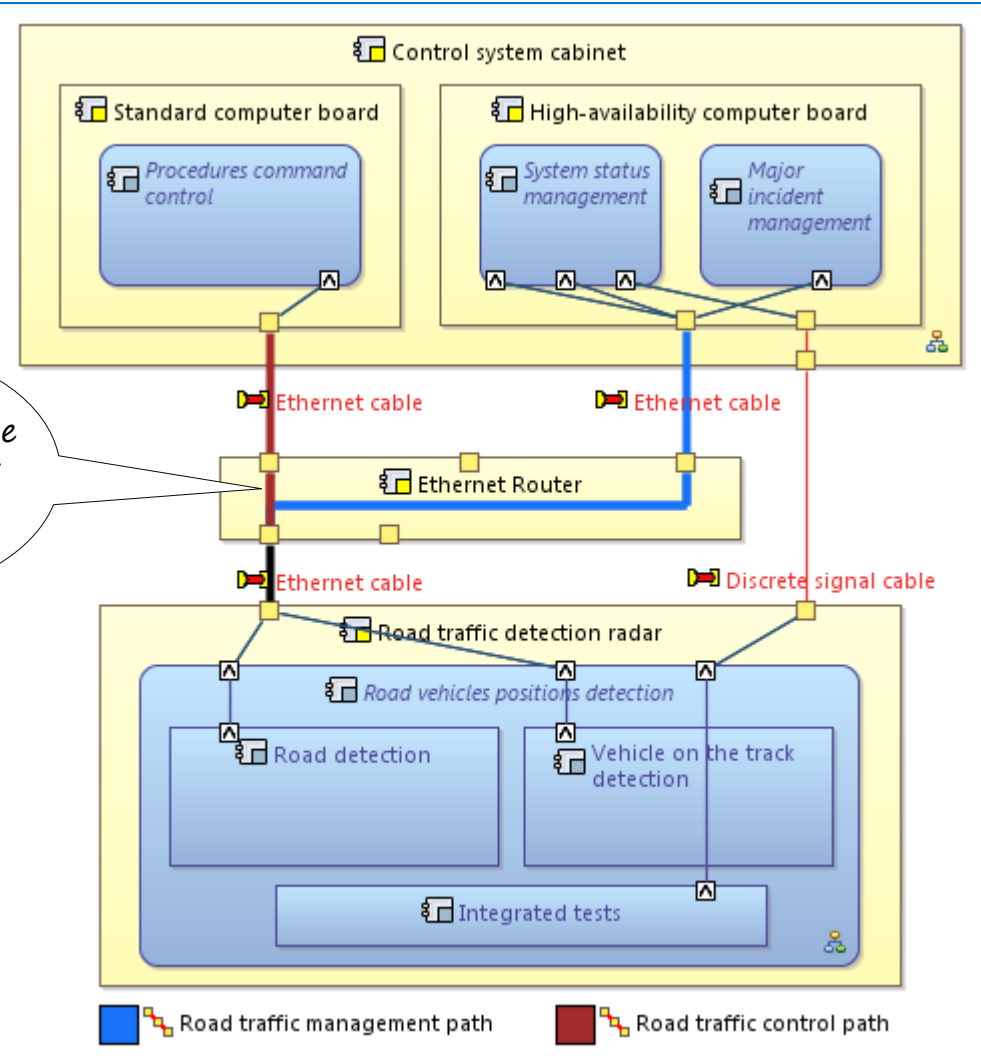 Control system cabinet
Standard computer board
High-availability computer board
Procedures command
control
System status
management
Major
incident
management
Ethernet cable
Ethernet cable
Ethernet Router
Ethernet cable
Discrete signal cable
Road traffic detection radar
Road vehicles positions detection
Road detection
Vehicle on the track
detection
Integrated tests
Road traffic management path
Road traffic control path